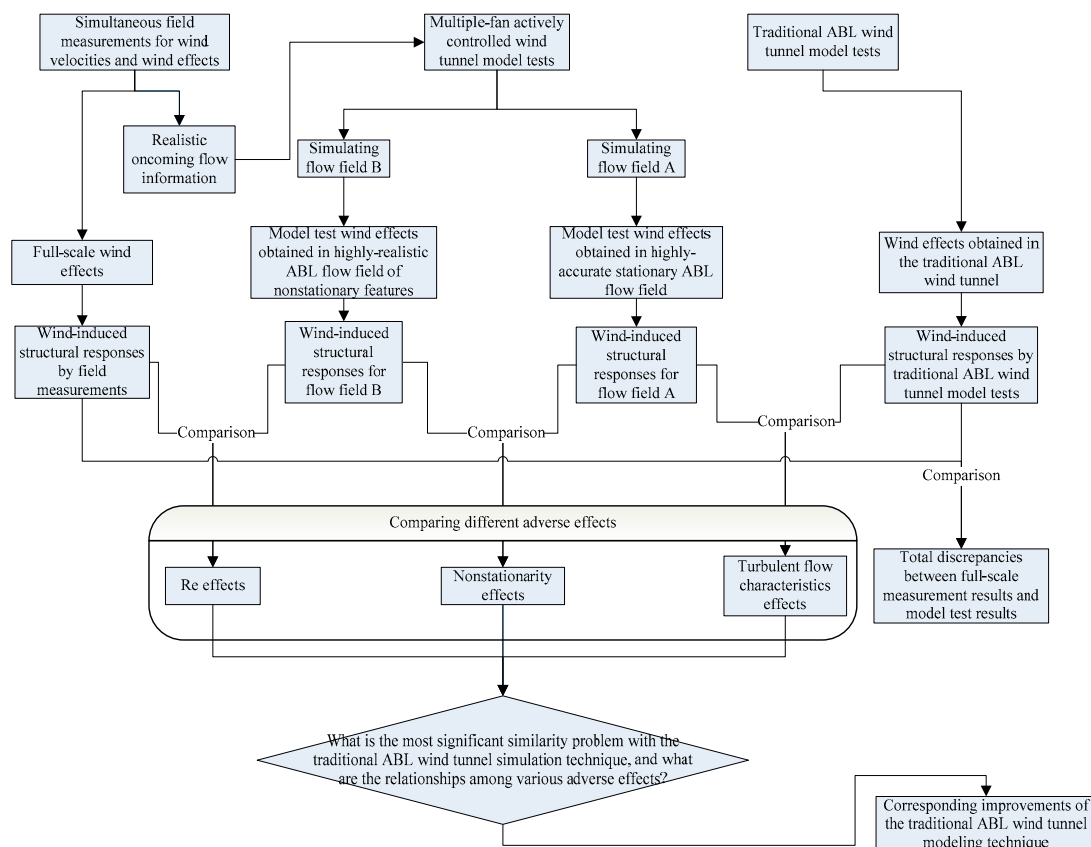 Simultaneous field
measurements for wind
velocities and wind effects
Multiple-fan actively
controlled wind
tunnel model tests
Traditional ABL wind
tunnel model tests
Realistic
oncoming flow
information
Simulating
flow field B
Simulating
flow field A
Full-scale wind
effects
Model test wind effects
obtained in highly-realistic
ABL flow field of
nonstationary features
Model test wind effects
obtained in highly-
accurate stationary ABL
flow field
Wind effects obtained in
the traditional ABL
wind tunnel
Wind-induced
structural responses
by field
measurements
Wind-induced
structural
responses for
flow field B
Wind-induced
structural
responses for
flow field A
Wind-induced
structural responses by
traditional ABL wind
tunnel model tests
Comparison
Comparison
Comparison
Comparison
Comparing different adverse effects
Re effects
Nonstationarity
effects
Turbulent flow
characteristics
effects
Total discrepancies
between full-scale
measurement results and
model test results
What is the most significant similarity problem with the
traditional ABL wind tunnel simulation technique, and what
are the relationships among various adverse effects?
Corresponding improvements of
the traditional ABL wind tunnel
modeling technique